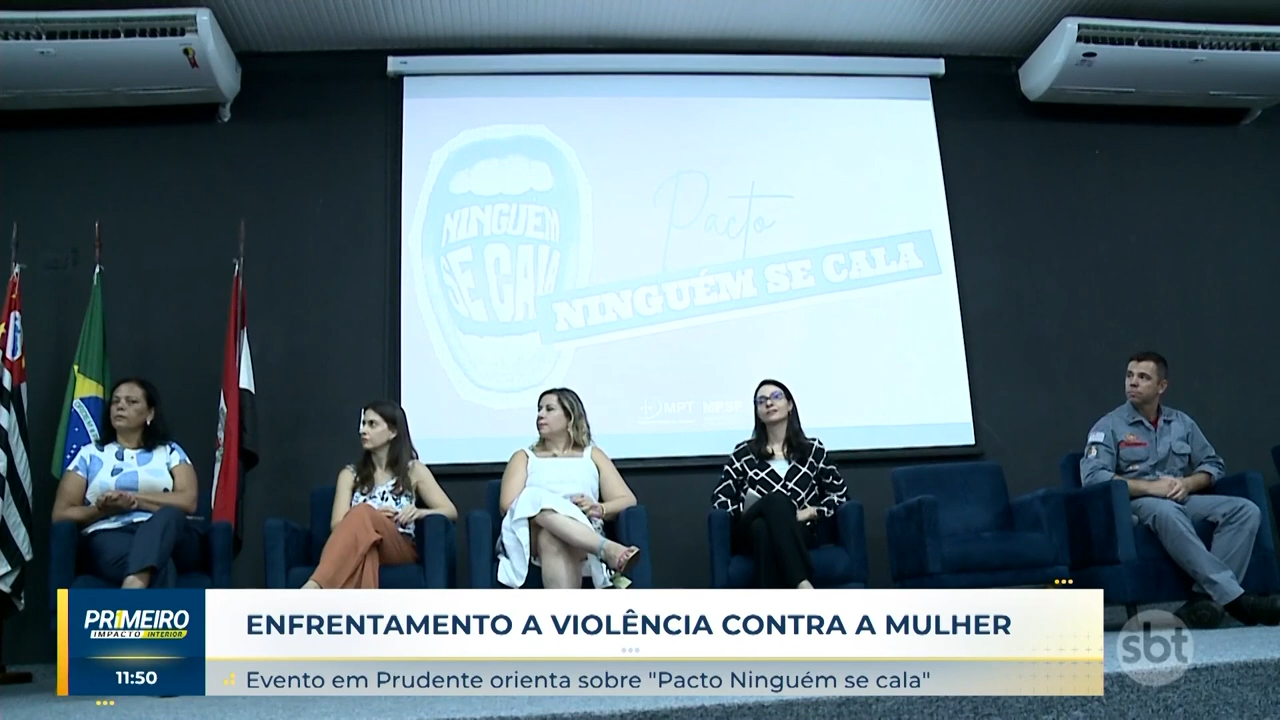 NINGUEM
SE CALA
Pacto
NINGUÉM SE CALA
MPT MPSP
PRIMEIRO
IMPACTO INTERIOR
11:50
ENFRENTAMENTO A VIOLÊNCIA CONTRA A MULHER
Evento em Prudente orienta sobre "Pacto Ninguém se cala"
sbt